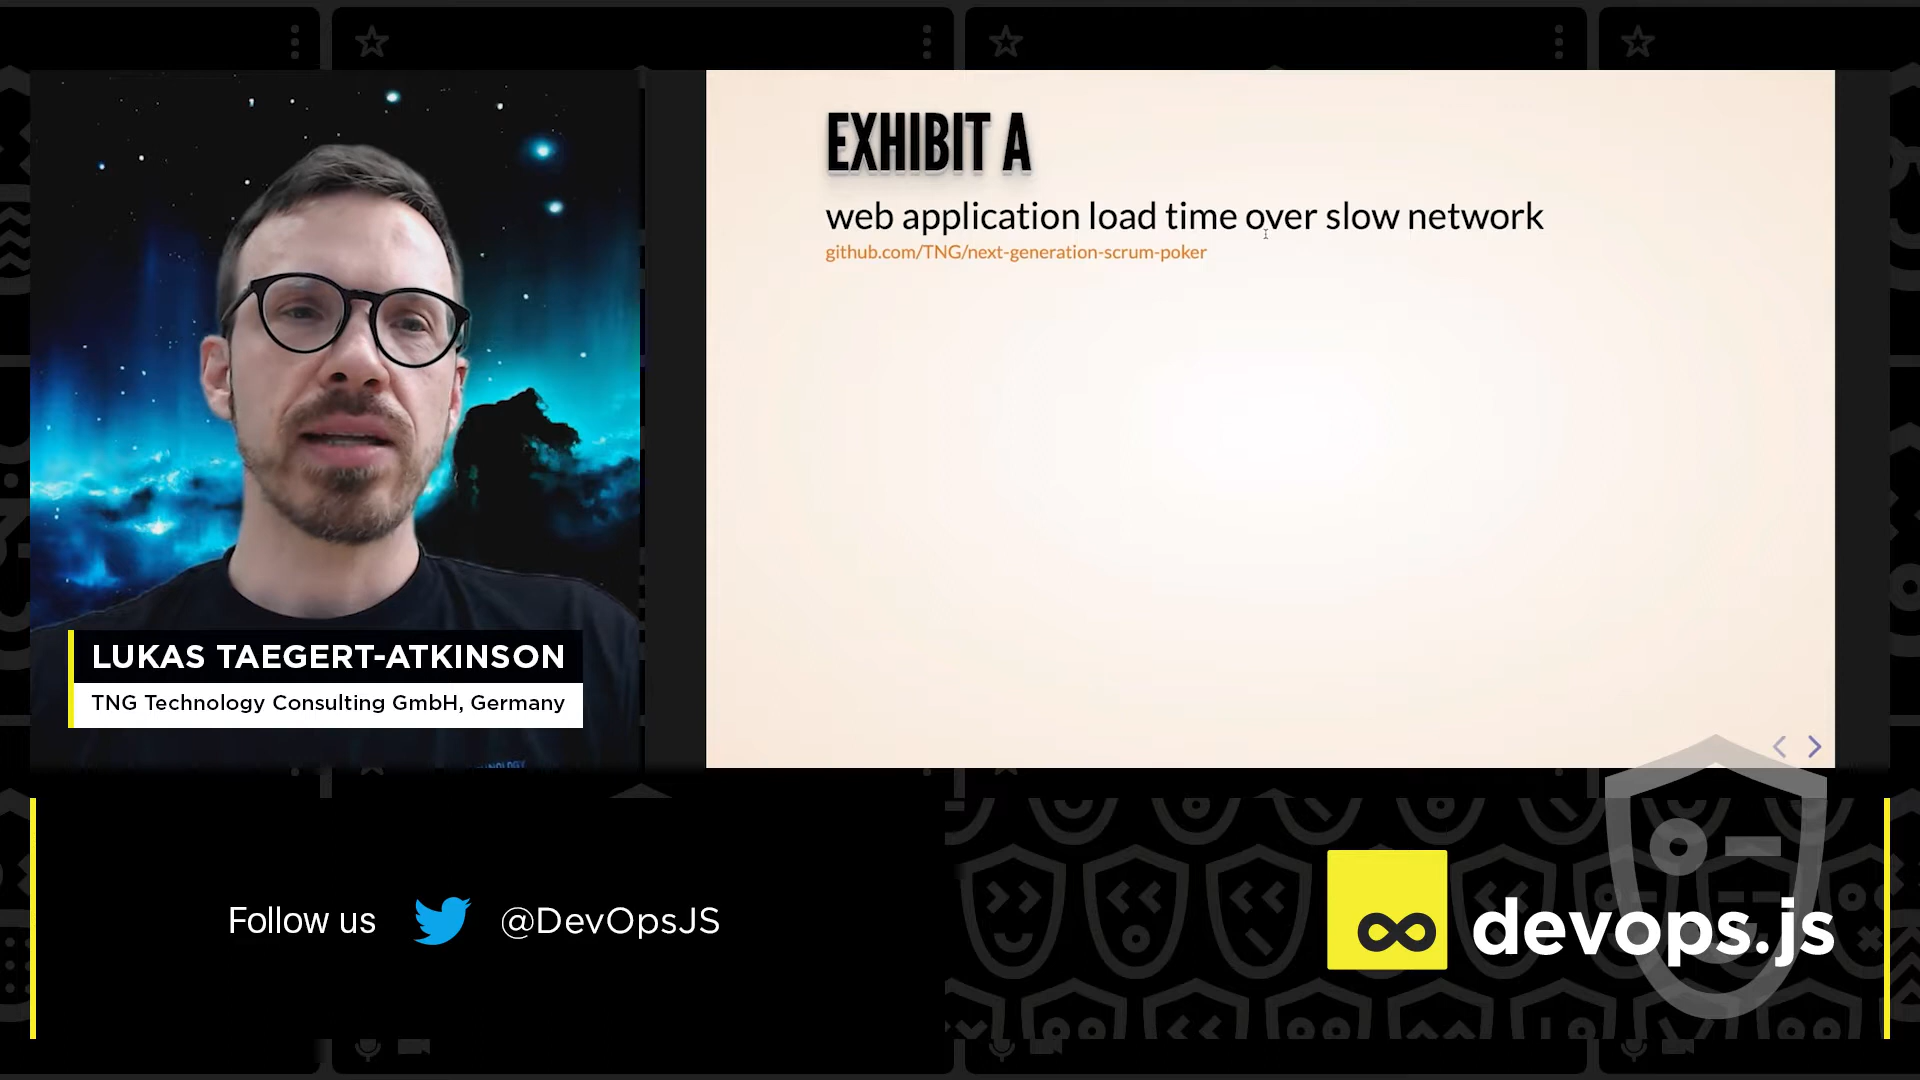 EXHIBIT A
web application load time over slow network
github.com/TNG/next-generation-scrum-poker
LUKAS TAEGERT-ATKINSON
TNG Technology Consulting GmbH, Germany
Follow us @DevOpsJS
devops.js